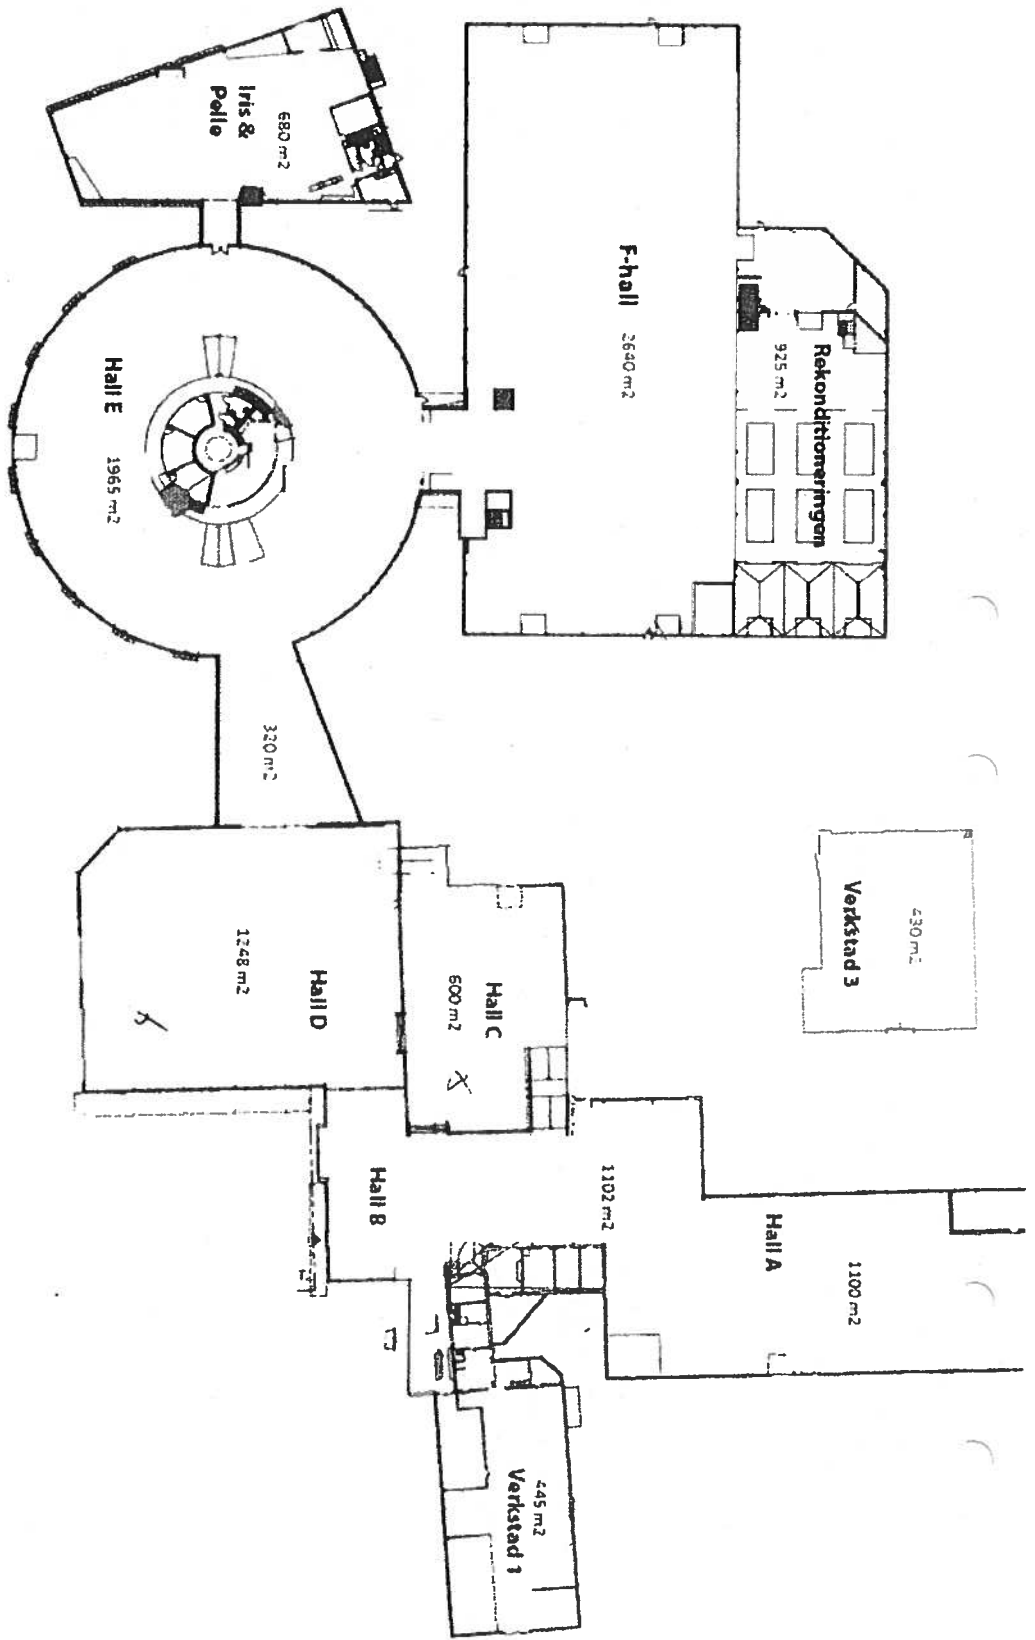 Iris &
Polle
680 m2
F-hall
2640 m2
Rekonditioneringen
925 m2
Hall E
1965 m2
320 m2
Hall D
1248 m2
Hall C
600 m2
Verkstad 3
430 m2
Hall B
1102 m2
Hall A
1100 m2
445 m2
Verkstad 1